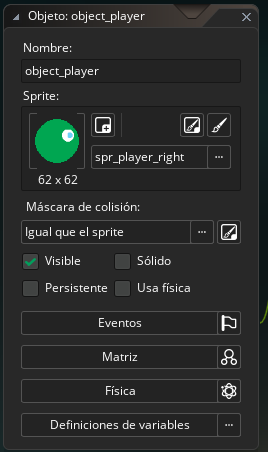 Objeto: object_player
Nombre:
object_player
Sprite:
spr_player_right
62 x 62
Máscara de colisión:
Igual que el sprite
Visible Sólido
Persistente Usa física
Eventos
Matriz
Física
Definiciones de variables